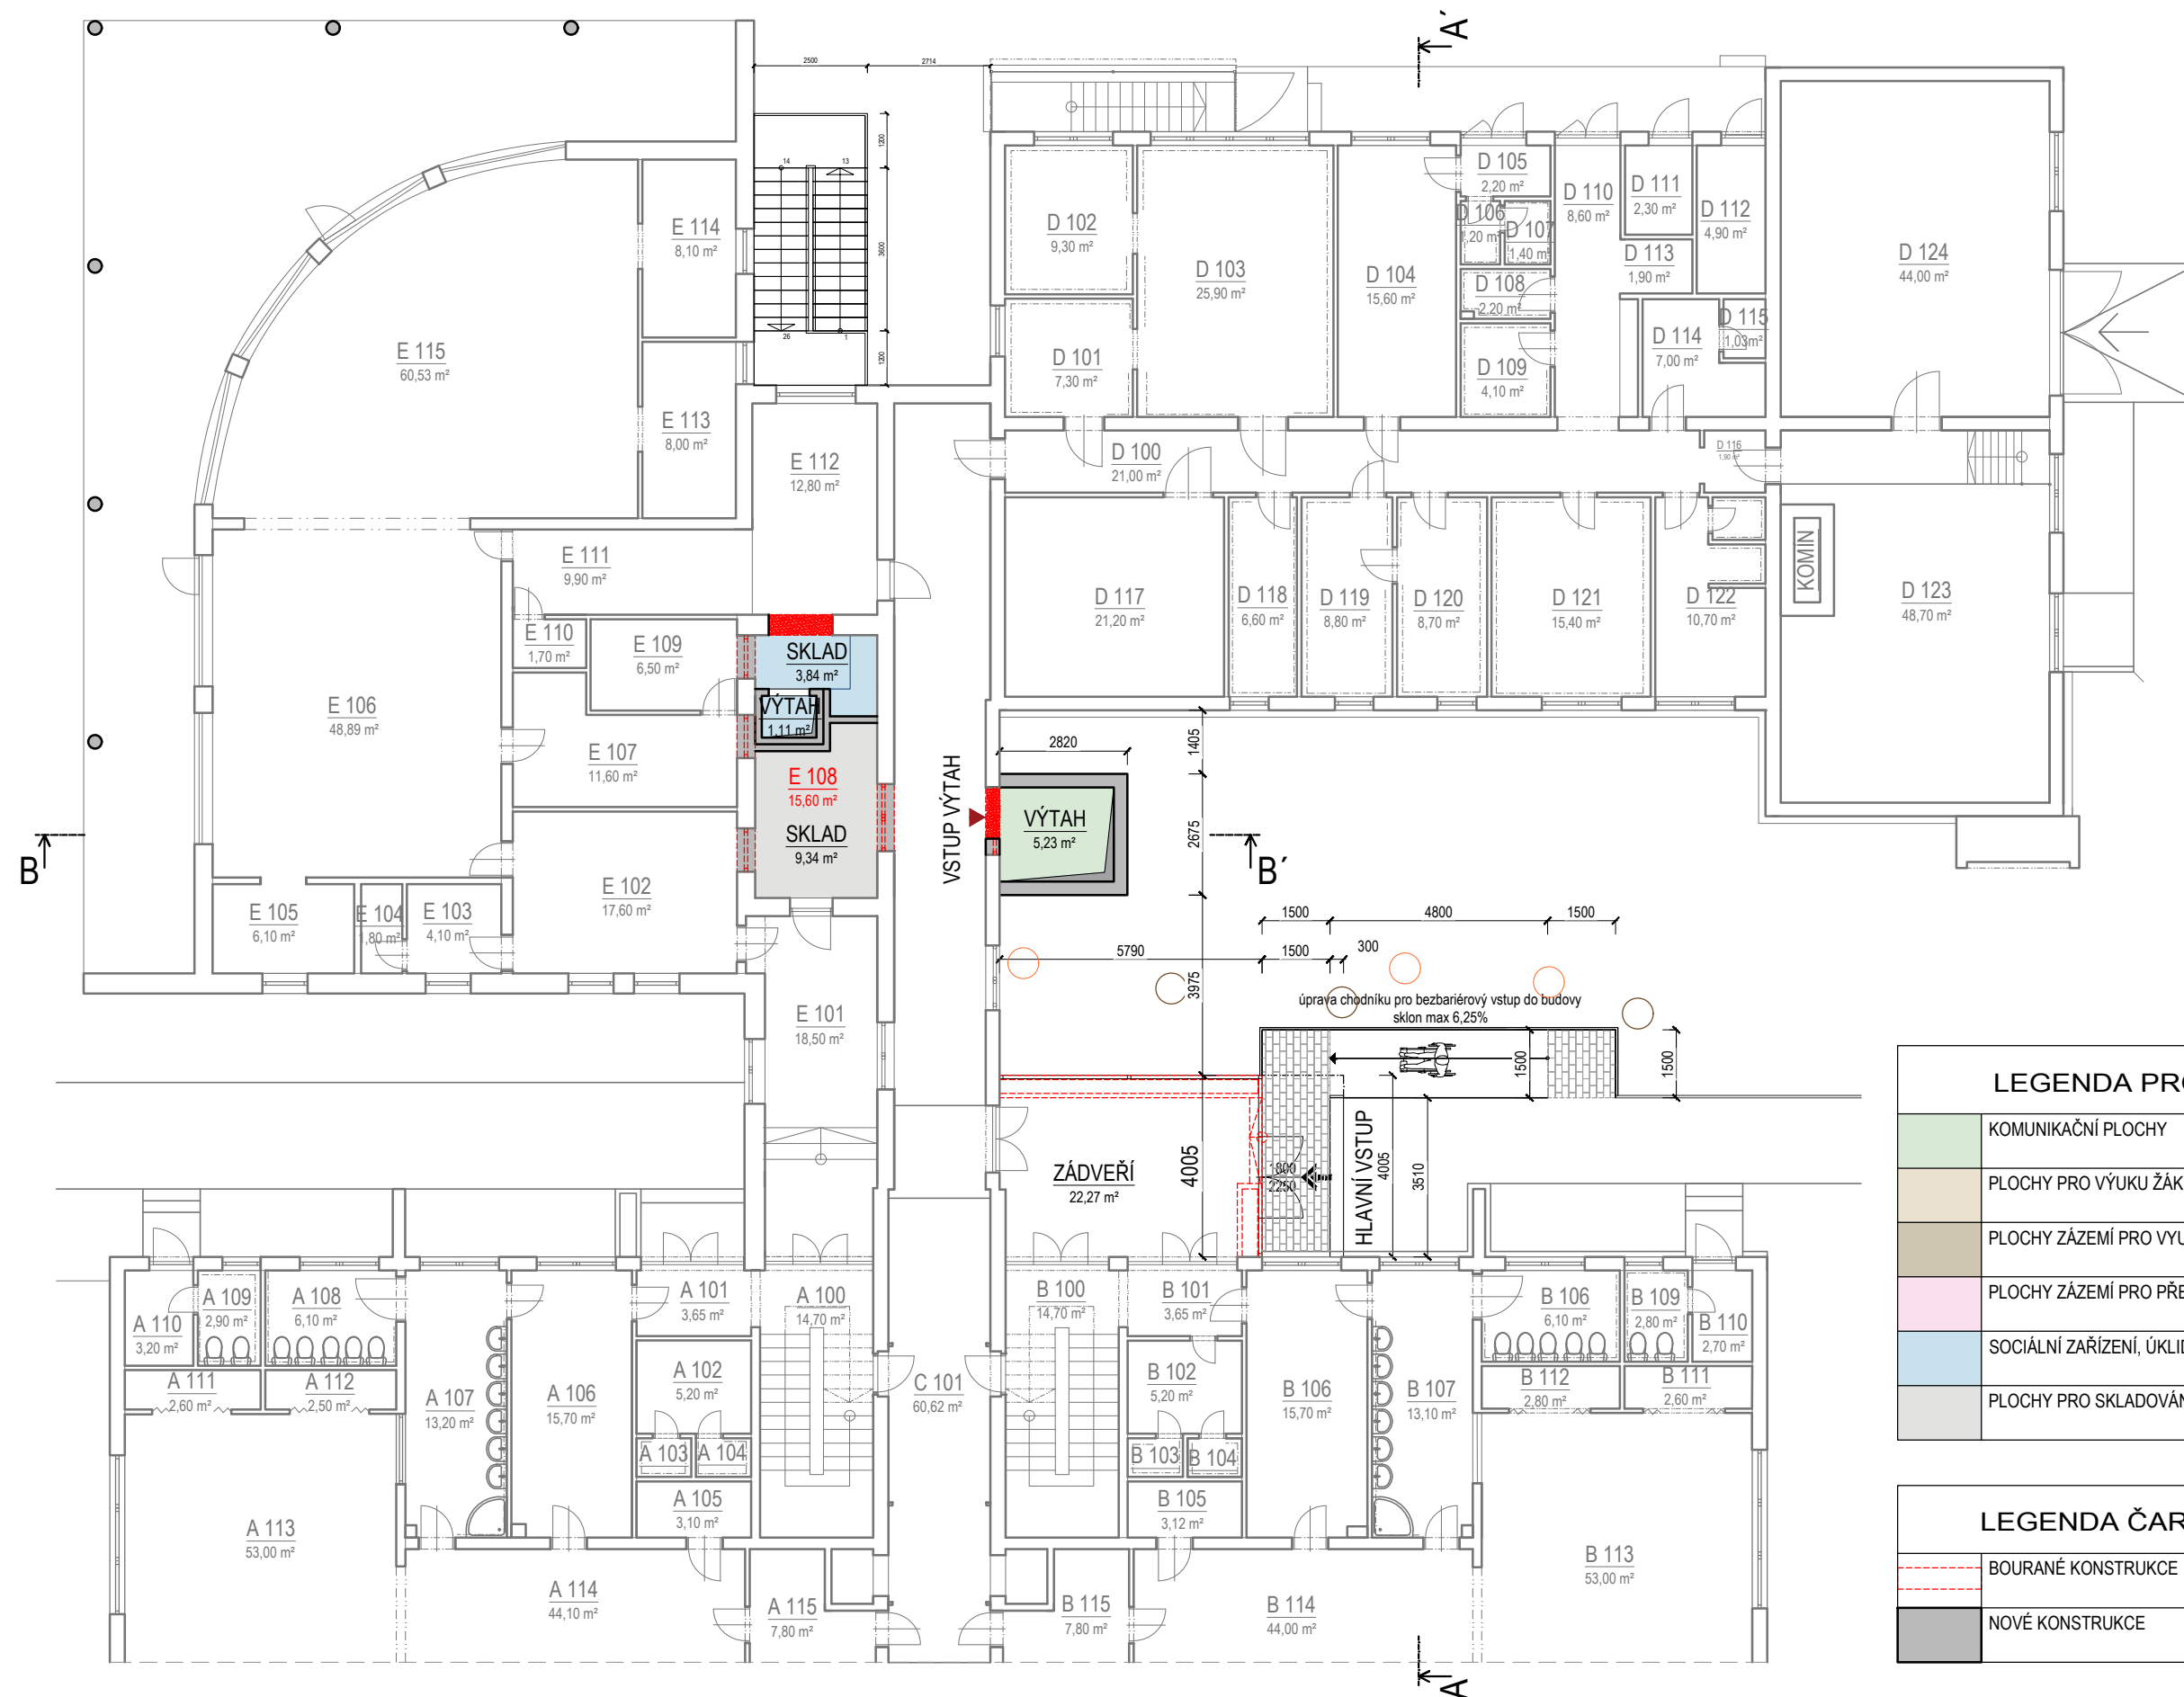 A´
2500
2714
1200
14
13
3600
26
1
1200
E 114
8,10 m²
E 115
60,53 m²
E 113
8,00 m²
E 112
12,80 m²
E 111
9,90 m²
E 110
1,70 m²
E 109
6,50 m²
E 106
48,89 m²
E 107
11,60 m²
E 102
17,60 m²
E 105
6,10 m²
E 104
1,80 m²
E 103
4,10 m²
E 101
18,50 m²
SKLAD
3,84 m²
VÝTAH
1,11 m²
E 108
15,60 m²
SKLAD
9,34 m²
D 102
9,30 m²
D 101
7,30 m²
D 103
25,90 m²
D 104
15,60 m²
D 105
2,20 m²
D 106
,20 m²
D 107
1,40 m²
D 108
2,20 m²
D 109
4,10 m²
D 110
8,60 m²
D 111
2,30 m²
D 112
4,90 m²
D 113
1,90 m²
D 114
7,00 m²
D 115
1,03m²
D 124
44,00 m²
D 100
21,00 m²
D 116
1,90 m²
D 117
21,20 m²
D 118
6,60 m²
D 119
8,80 m²
D 120
8,70 m²
D 121
15,40 m²
D 122
10,70 m²
KOMIN
D 123
48,70 m²
VSTUP VÝTAH
2820
VÝTAH
5,23 m²
1405
2675
3975
4005
B
B´
1500
4800
1500
5790
1500
300
úprava chodníku pro bezbariérový vstup do budovy
sklon max 6,25%
1500
1500
ZÁDVEŘÍ
22,27 m²
1800
2250
HLAVNÍ VSTUP
4005
3510
A 110
3,20 m²
A 109
2,90 m²
A 108
6,10 m²
A 111
2,60 m²
A 112
2,50 m²
A 107
13,20 m²
A 106
15,70 m²
A 101
3,65 m²
A 100
14,70 m²
A 102
5,20 m²
A 103
A 104
A 105
3,10 m²
A 113
53,00 m²
A 114
44,10 m²
A 115
7,80 m²
C 101
60,62 m²
B 100
14,70 m²
B 101
3,65 m²
B 102
5,20 m²
B 103
B 104
B 105
3,12 m²
B 106
15,70 m²
B 107
13,10 m²
B 106
6,10 m²
B 109
2,80 m²
B 110
2,70 m²
B 112
2,80 m²
B 111
2,60 m²
B 113
53,00 m²
B 114
44,00 m²
B 115
7,80 m²
A
LEGENDA PRO
KOMUNIKAČNÍ PLOCHY
PLOCHY PRO VÝUKU ŽÁK
PLOCHY ZÁZEMÍ PRO VYU
PLOCHY ZÁZEMÍ PRO PŘE
SOCIÁLNÍ ZAŘÍZENÍ, ÚKLID
PLOCHY PRO SKLADOVÁN
LEGENDA ČAR
BOURANÉ KONSTRUKCE
NOVÉ KONSTRUKCE